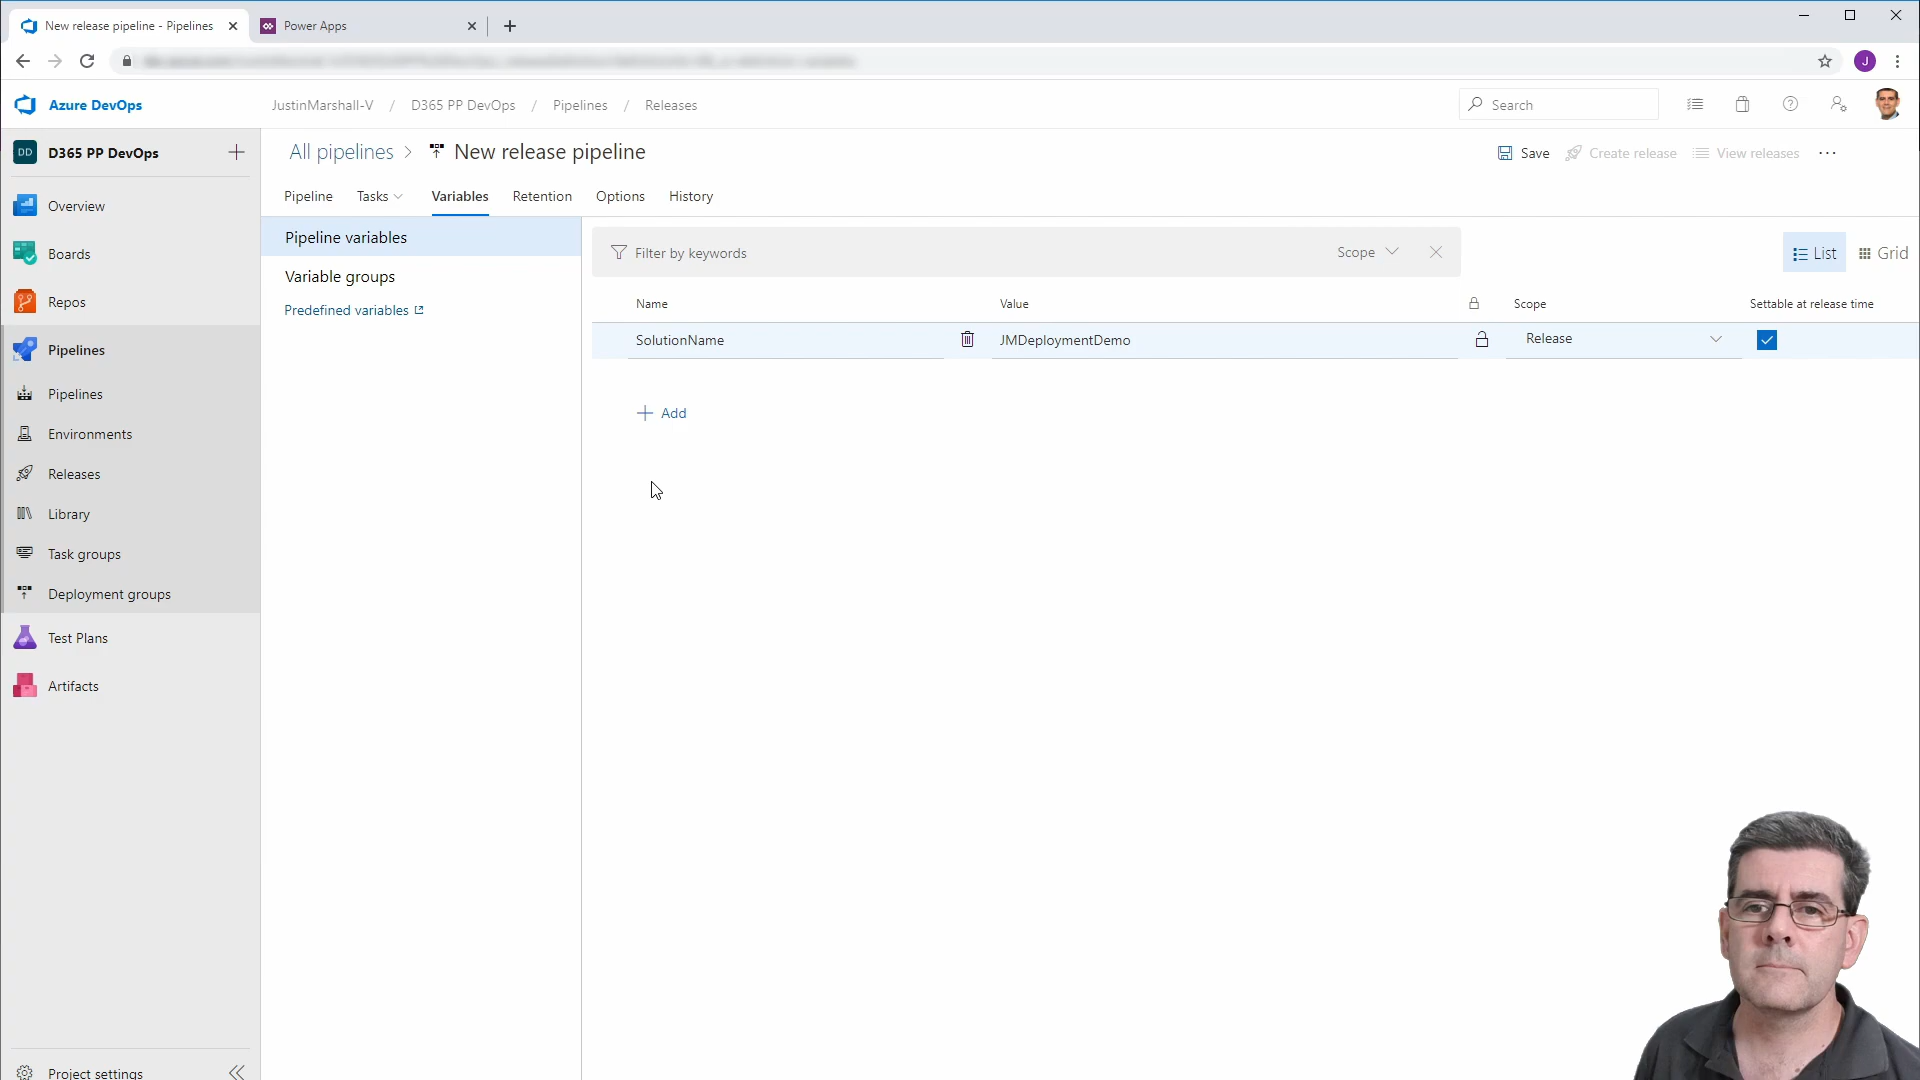 New release pipeline - Pipelines
Power Apps
J
Azure DevOps
JustinMarshall-V / D365 PP DevOps / Pipelines / Releases
Search
DD D365 PP DevOps
All pipelines > New release pipeline
Save
Create release
View releases
Pipeline Tasks Variables Retention Options History
Overview
Boards
Repos
Pipelines
Pipelines
Environments
Releases
Library
Task groups
Deployment groups
Test Plans
Artifacts
Project settings
Pipeline variables
Variable groups
Predefined variables
Filter by keywords
Scope
List
Grid
Name Value Scope Settable at release time
SolutionName JMDeploymentDemo Release
+ Add